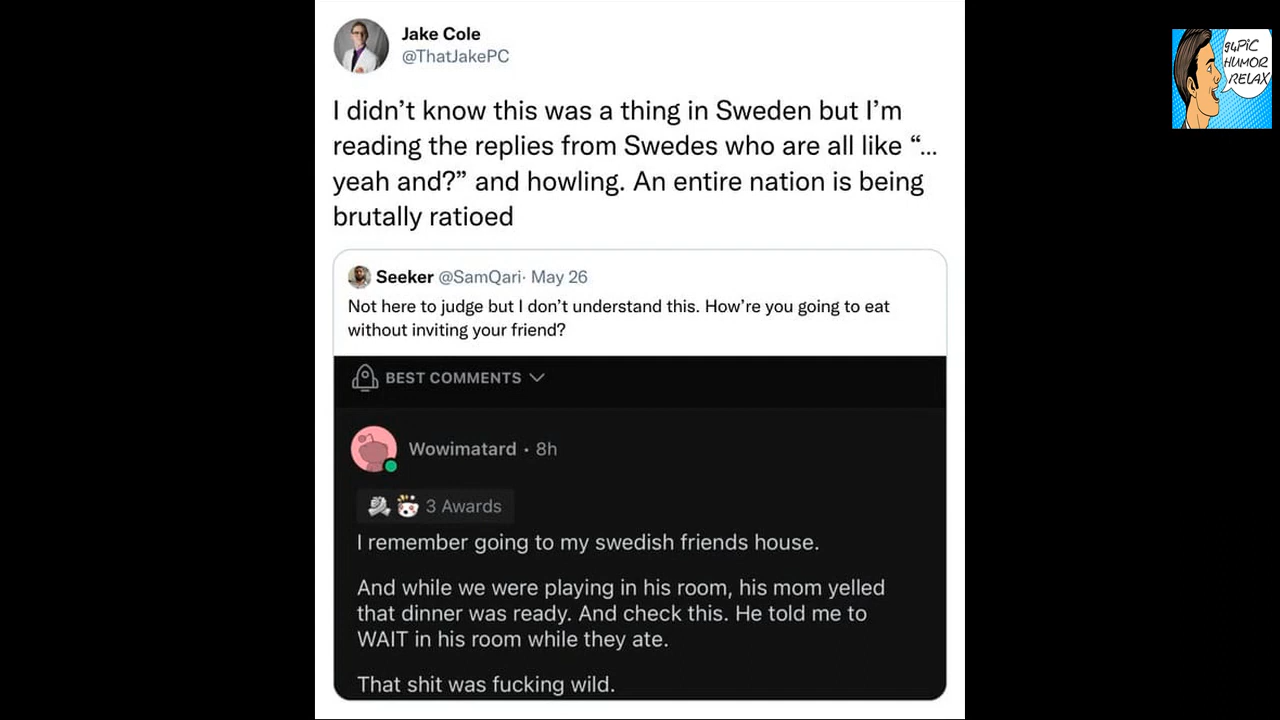 Jake Cole
@ThatJakePC
I didn’t know this was a thing in Sweden but I’m
reading the replies from Swedes who are all like “...
yeah and?” and howling. An entire nation is being
brutally ratioed
Seeker @SamQari· May 26
Not here to judge but I don’t understand this. How’re you going to eat
without inviting your friend?
BEST COMMENTS
Wowimatard • 8h
3 Awards
I remember going to my swedish friends house.
And while we were playing in his room, his mom yelled
that dinner was ready. And check this. He told me to
WAIT in his room while they ate.
That shit was fucking wild.
94PiC
HUMOR
RELAX